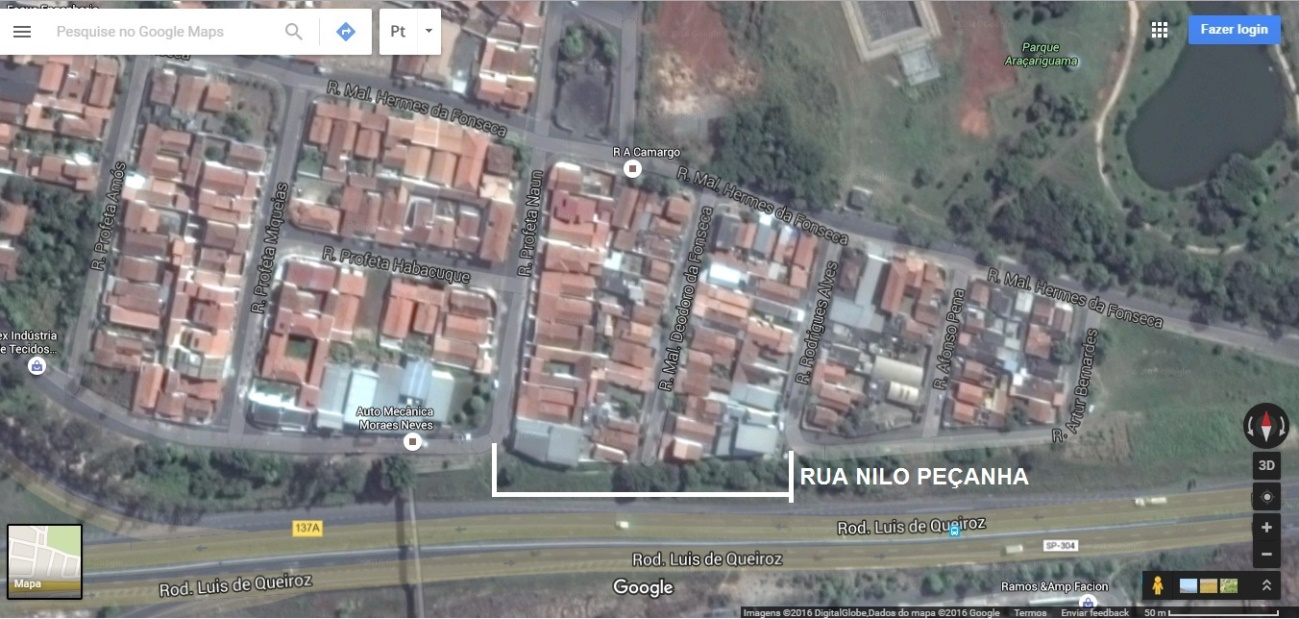 Pesquise no Google Maps
Pt
Fazer login
Parque
Araçariguama
R. Mal. Hermes da Fonseca
R A Camargo
R. Mal. Hermes da Fonseca
R. Mal. Hermes da Fonseca
R. Profeta Amós
R. Profeta Miquéias
R. Profeta Naun
R. Profeta Habacuque
R. Mal. Deodoro da Fonseca
R. Rodrigues Alves
R. Afonso Pena
R. Artur Bernardes
ex Indústria
e Tecidos...
Auto Mecânica
Moraes Neves
RUA NILO PEÇANHA
3D
137A
Rod. Luis de Queiroz
SP-304
Rod. Luis de Queiroz
Rod. Luis de Queiroz
Mapa
Google
Ramos &Amp Faccion
Imagens ©2016 DigitalGlobe,Dados do mapa ©2016 Google Termos Enviar feedback 50 m